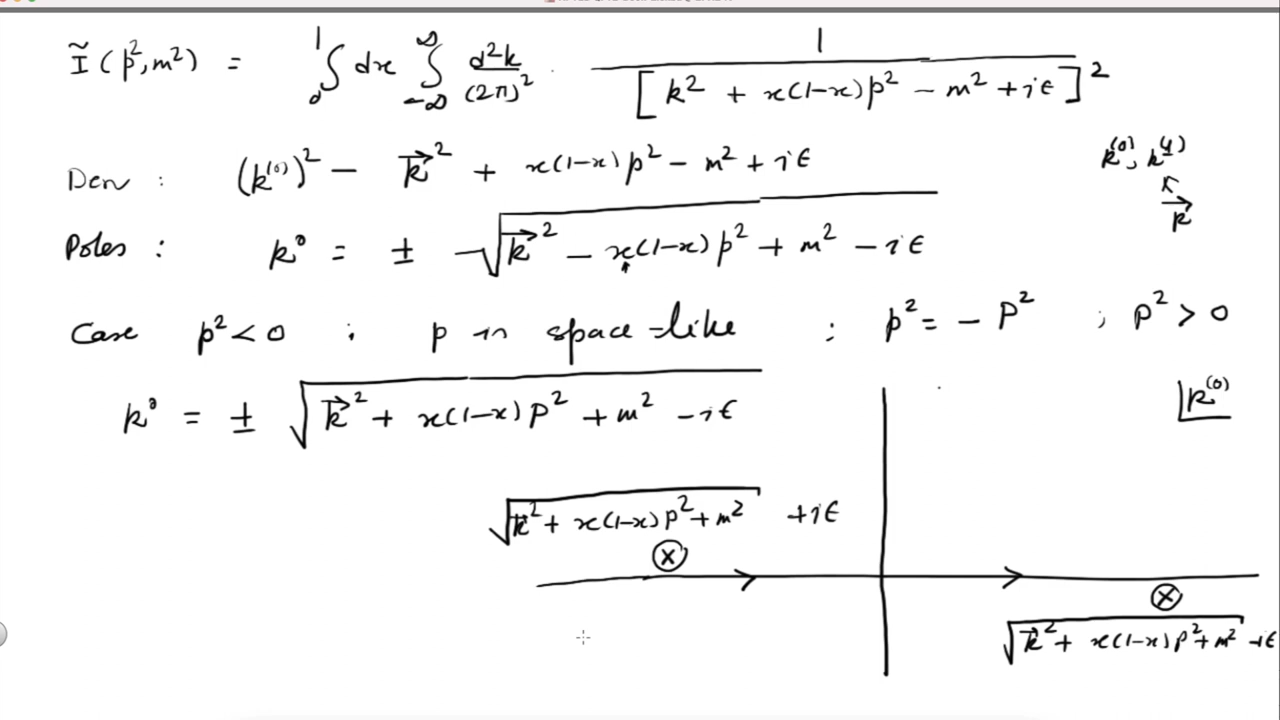 Ĩ(p², m²) = ∫₀¹ dx ∫_{-∞}^{∞} d²k/(2π)² · 1/[k² + x(1-x)p² - m² + iϵ]²
Den : (k⁽⁰⁾)² - k⃗² + x(1-x)p² - m² + iϵ
k⁽⁰⁾, k⁽¹⁾
↖
k⃗
Poles : k⁰ = ± √(k⃗² - x(1-x)p² + m² - iϵ)
Case p² < 0 : p is space-like : p² = - P² ; P² > 0
k⁰ = ± √(k⃗² + x(1-x)P² + m² - iϵ)
k⁽⁰⁾
√(k⃗² + x(1-x)P² + m²) + iϵ
√(k⃗² + x(1-x)P² + m²) - iϵ